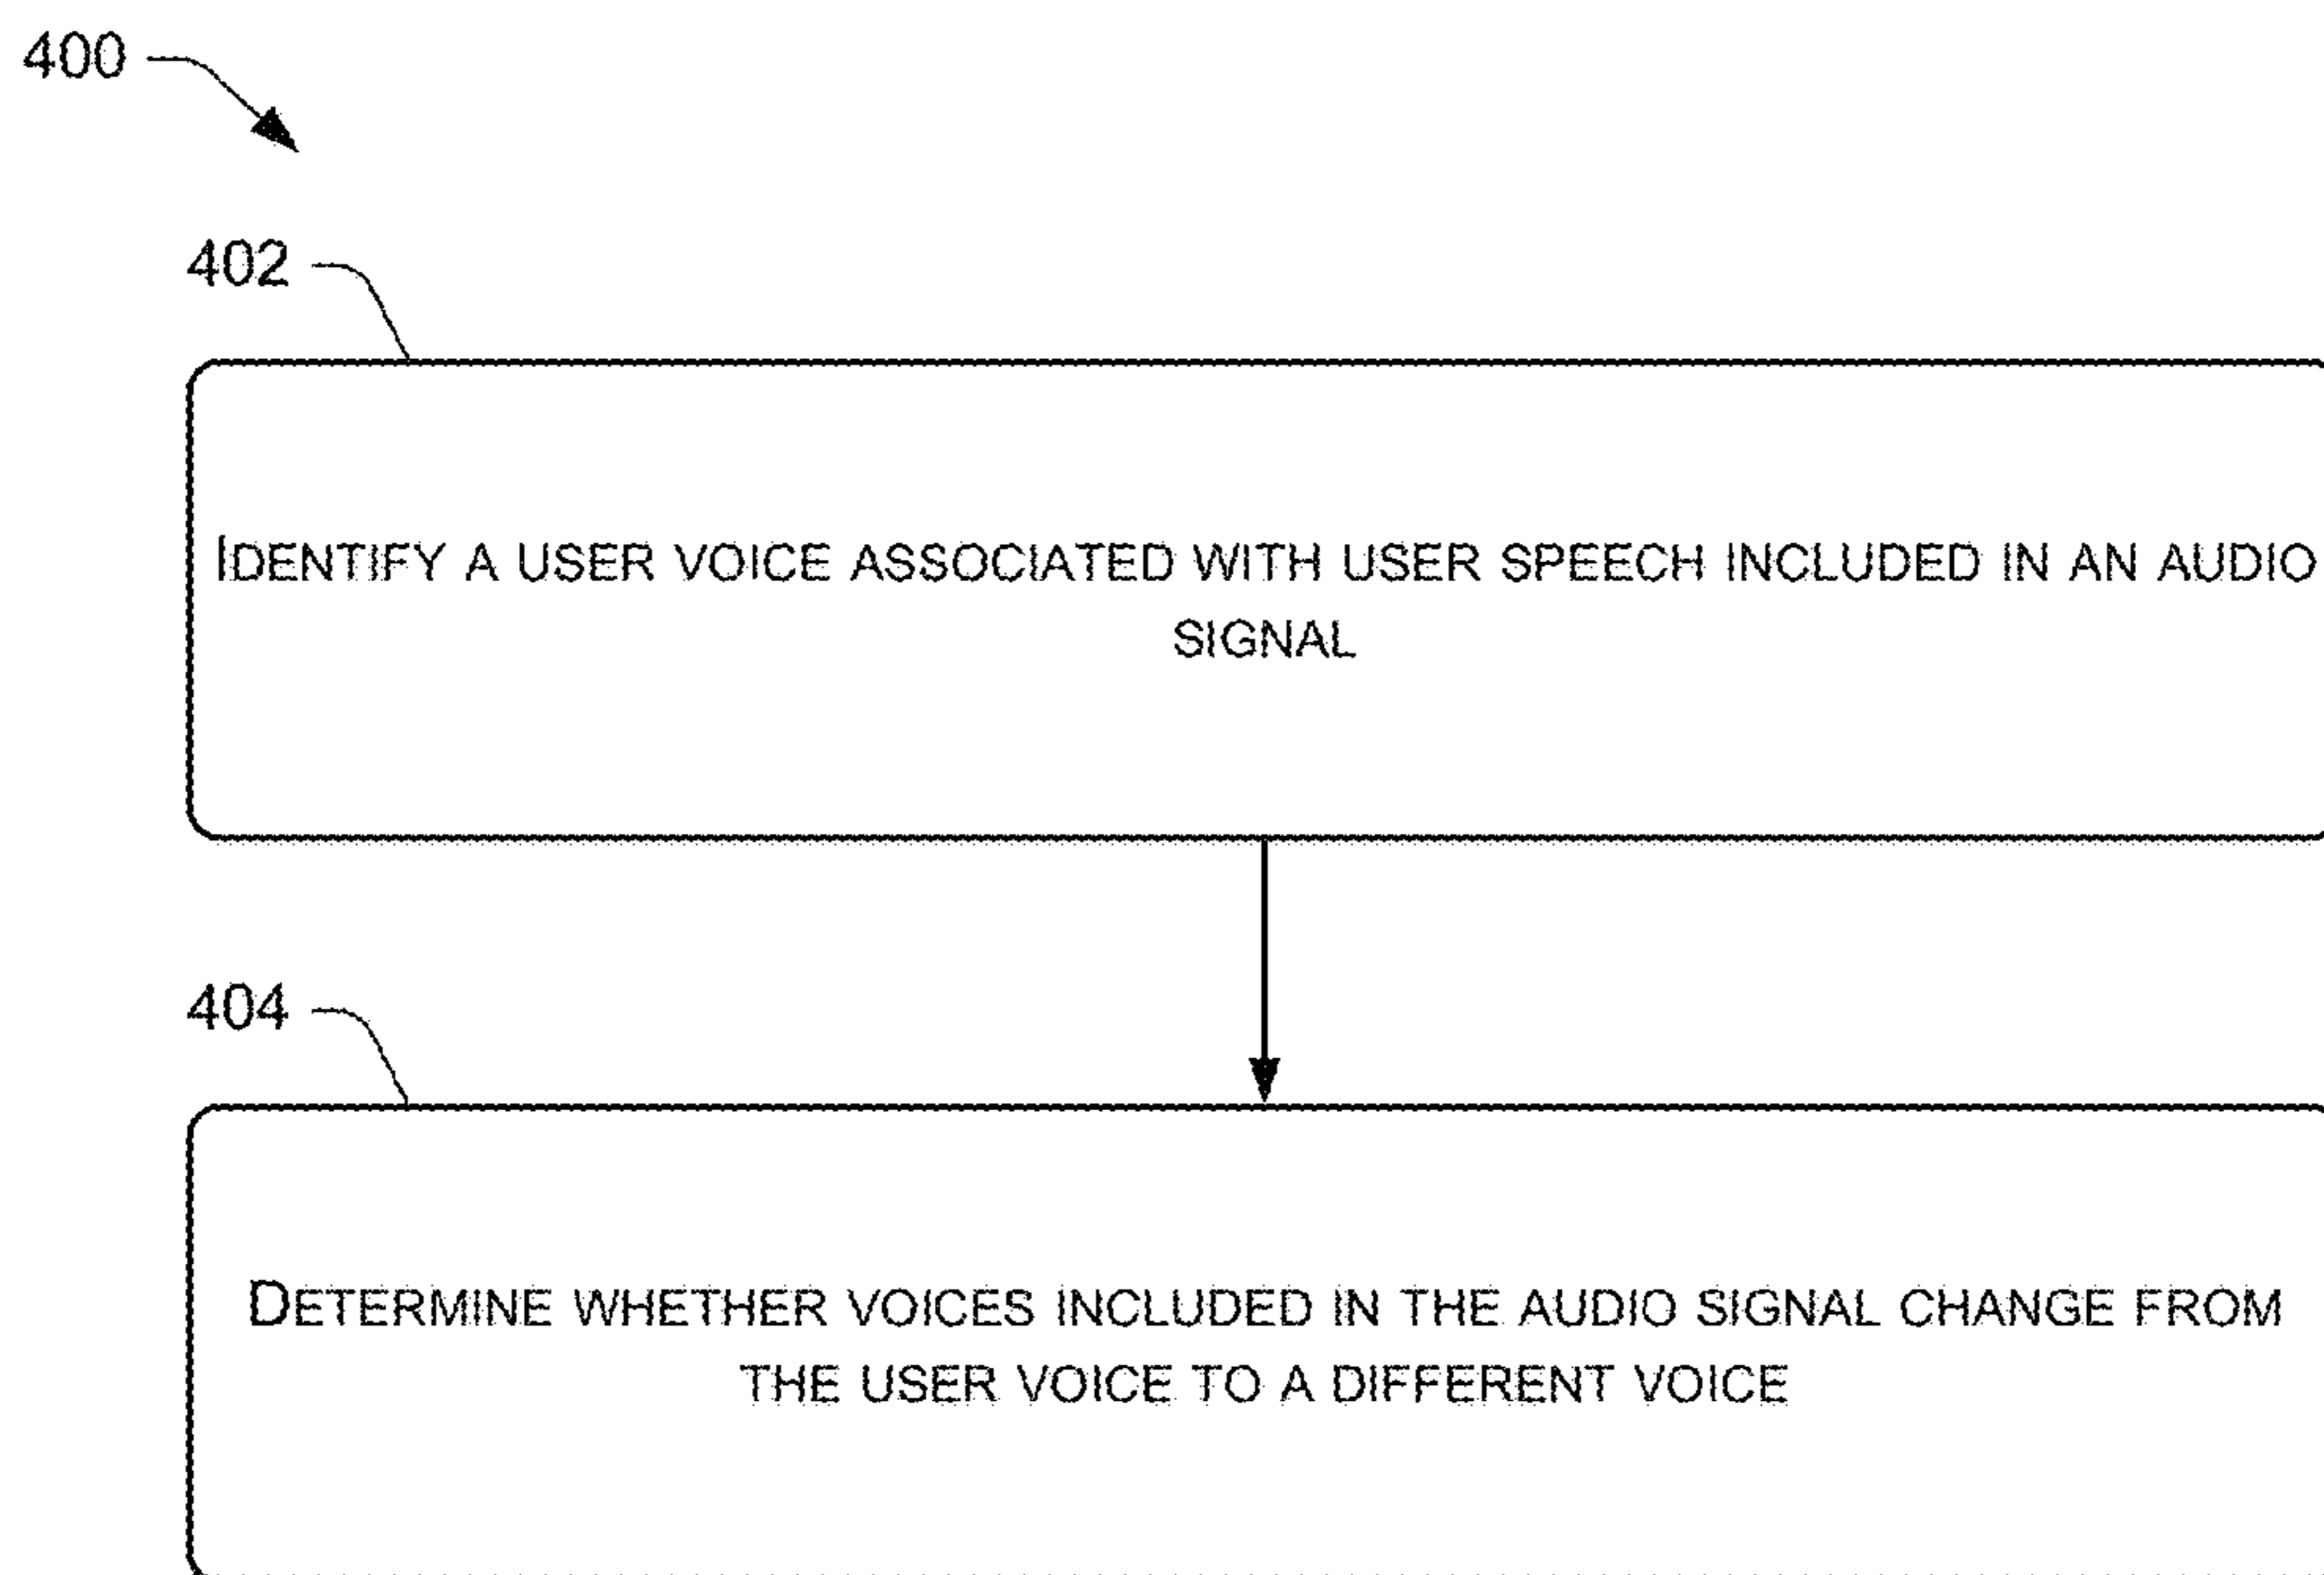 400
402
IDENTIFY A USER VOICE ASSOCIATED WITH USER SPEECH INCLUDED IN AN AUDIO
SIGNAL
404
DETERMINE WHETHER VOICES INCLUDED IN THE AUDIO SIGNAL CHANGE FROM
THE USER VOICE TO A DIFFERENT VOICE